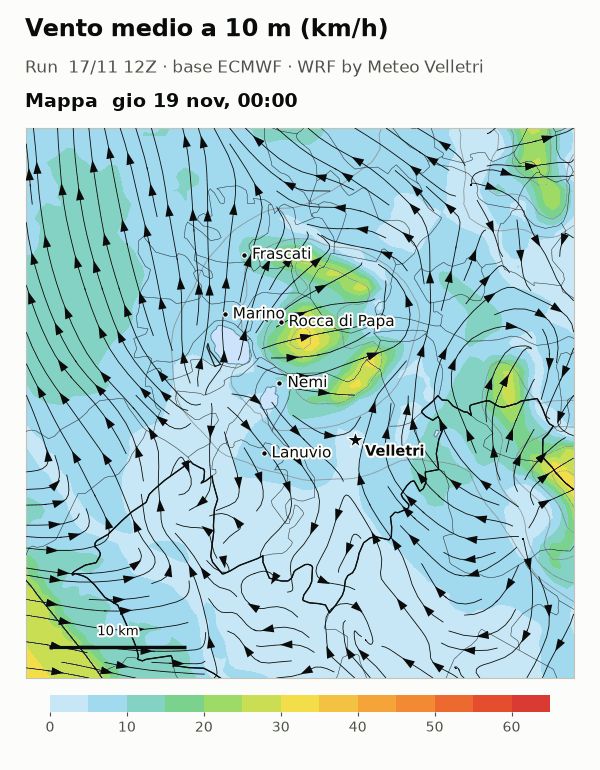 Vento medio a 10 m (km/h)
Run  17/11 12Z · base ECMWF · WRF by Meteo Velletri
Mappa  gio 19 nov, 00:00
Frascati
Marino
Rocca di Papa
Nemi
Velletri
Lanuvio
10 km
0 10 20 30 40 50 60